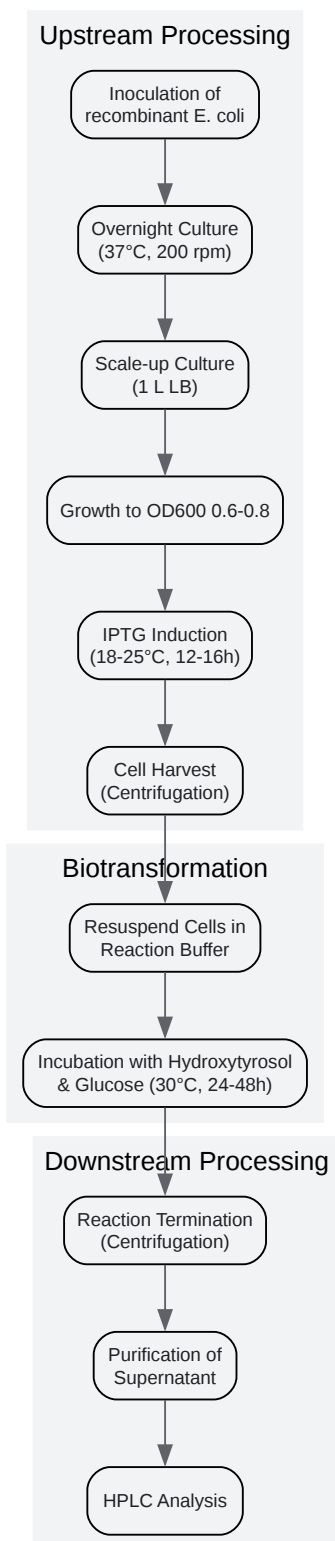 Upstream Processing
Inoculation of
recombinant E. coli
Overnight Culture
(37°C, 200 rpm)
Scale-up Culture
(1 L LB)
Growth to OD600 0.6-0.8
IPTG Induction
(18-25°C, 12-16h)
Cell Harvest
(Centrifugation)
Biotransformation
Resuspend Cells in
Reaction Buffer
Incubation with Hydroxytyrosol
& Glucose (30°C, 24-48h)
Downstream Processing
Reaction Termination
(Centrifugation)
Purification of
Supernatant
HPLC Analysis